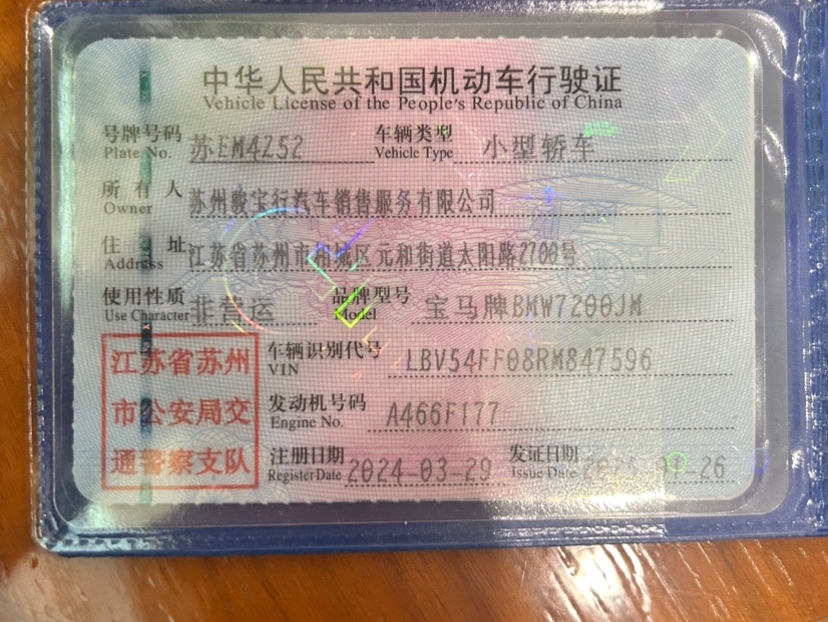 中华人民共和国机动车行驶证
Vehicle License of the People's Republic of China
号牌号码 苏EM4Z52 车辆类型 小型轿车
Plate No. Vehicle Type
所有人 苏州骏宝行汽车销售服务有限公司
Owner
住址 江苏省苏州市相城区元和街道太阳路2700号
Address
使用性质 非营运 品牌型号 宝马牌BMW7200JM
Use Character Model
江苏省苏州
市公安局交
通警察支队
车辆识别代号 LBV54FF08RM847596
VIN
发动机号码 A466F177
Engine No.
注册日期 2024-03-29 发证日期 26
Register Date Issue Date